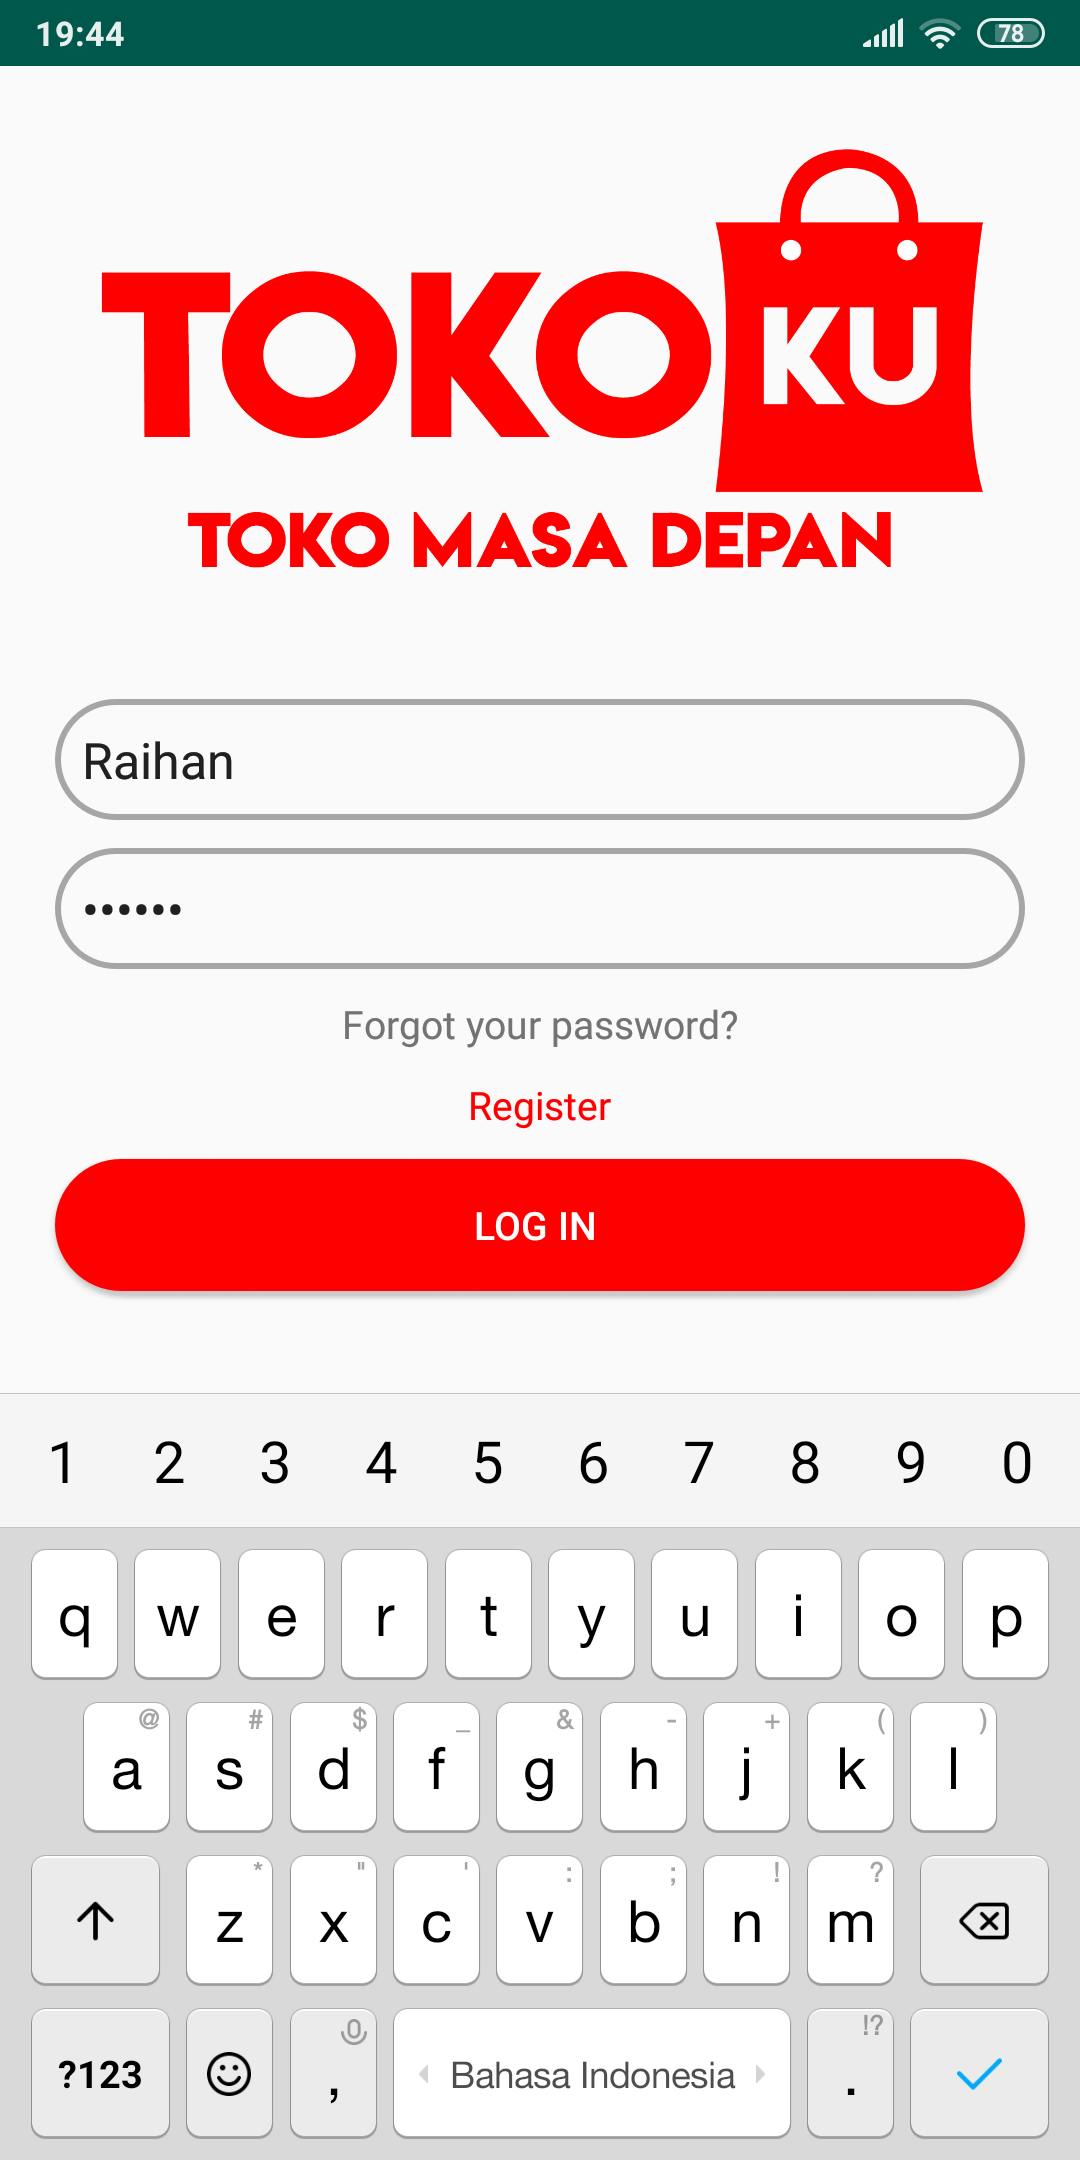 19:44
78
TOKO KU
TOKO MASA DEPAN
Raihan
••••••
Forgot your password?
Register
LOG IN
1 2 3 4 5 6 7 8 9 0
q w e r t y u i o p
@ # $ _ & - + ( )
a s d f g h j k l
* " ' : ; ! ?
z x c v b n m
!?
?123 , Bahasa Indonesia .